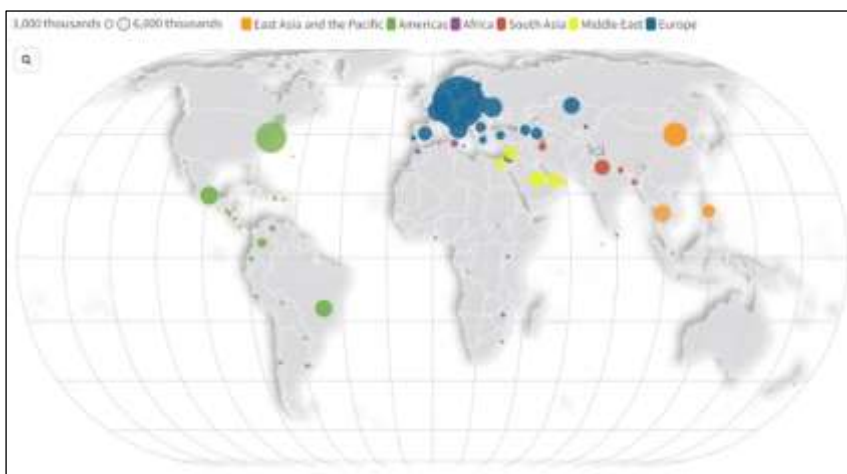 3,000 thousands 6,000 thousands East Asia and the Pacific Americas Africa South Asia Middle-East Europe